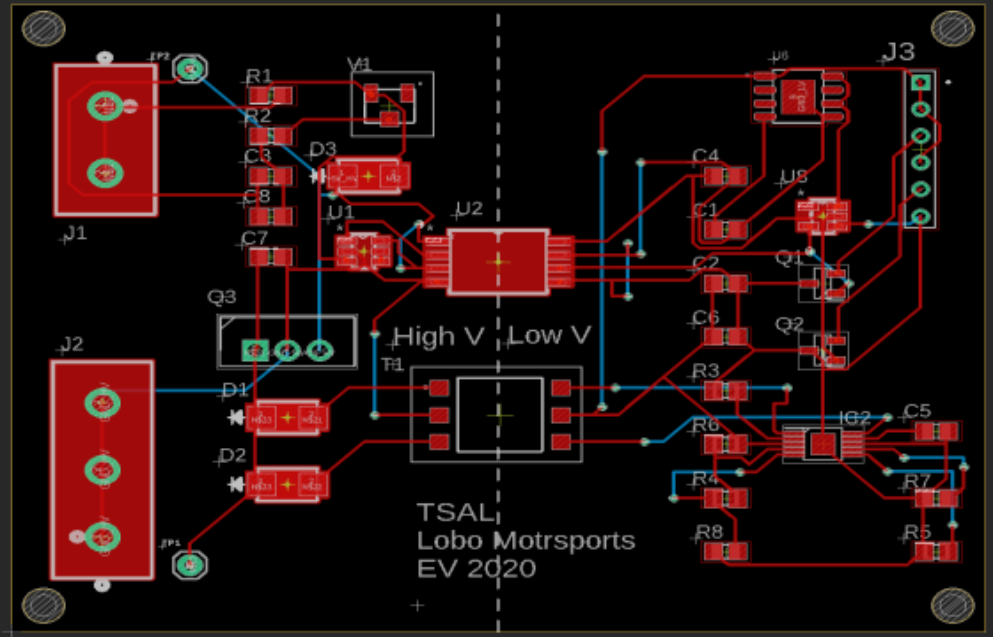 TP2
R1
V1
U6
J3
R2
D3
C3
C4
U1
U2
C8
C1
U8
J1
C7
C2
Q1
Q3
C6
Q2
High V
Low V
J2
T1
R3
D1
R6
IC2
C5
D2
R4
R7
TSAL
Lobo Motrsports
EV 2020
R8
R5
TP1